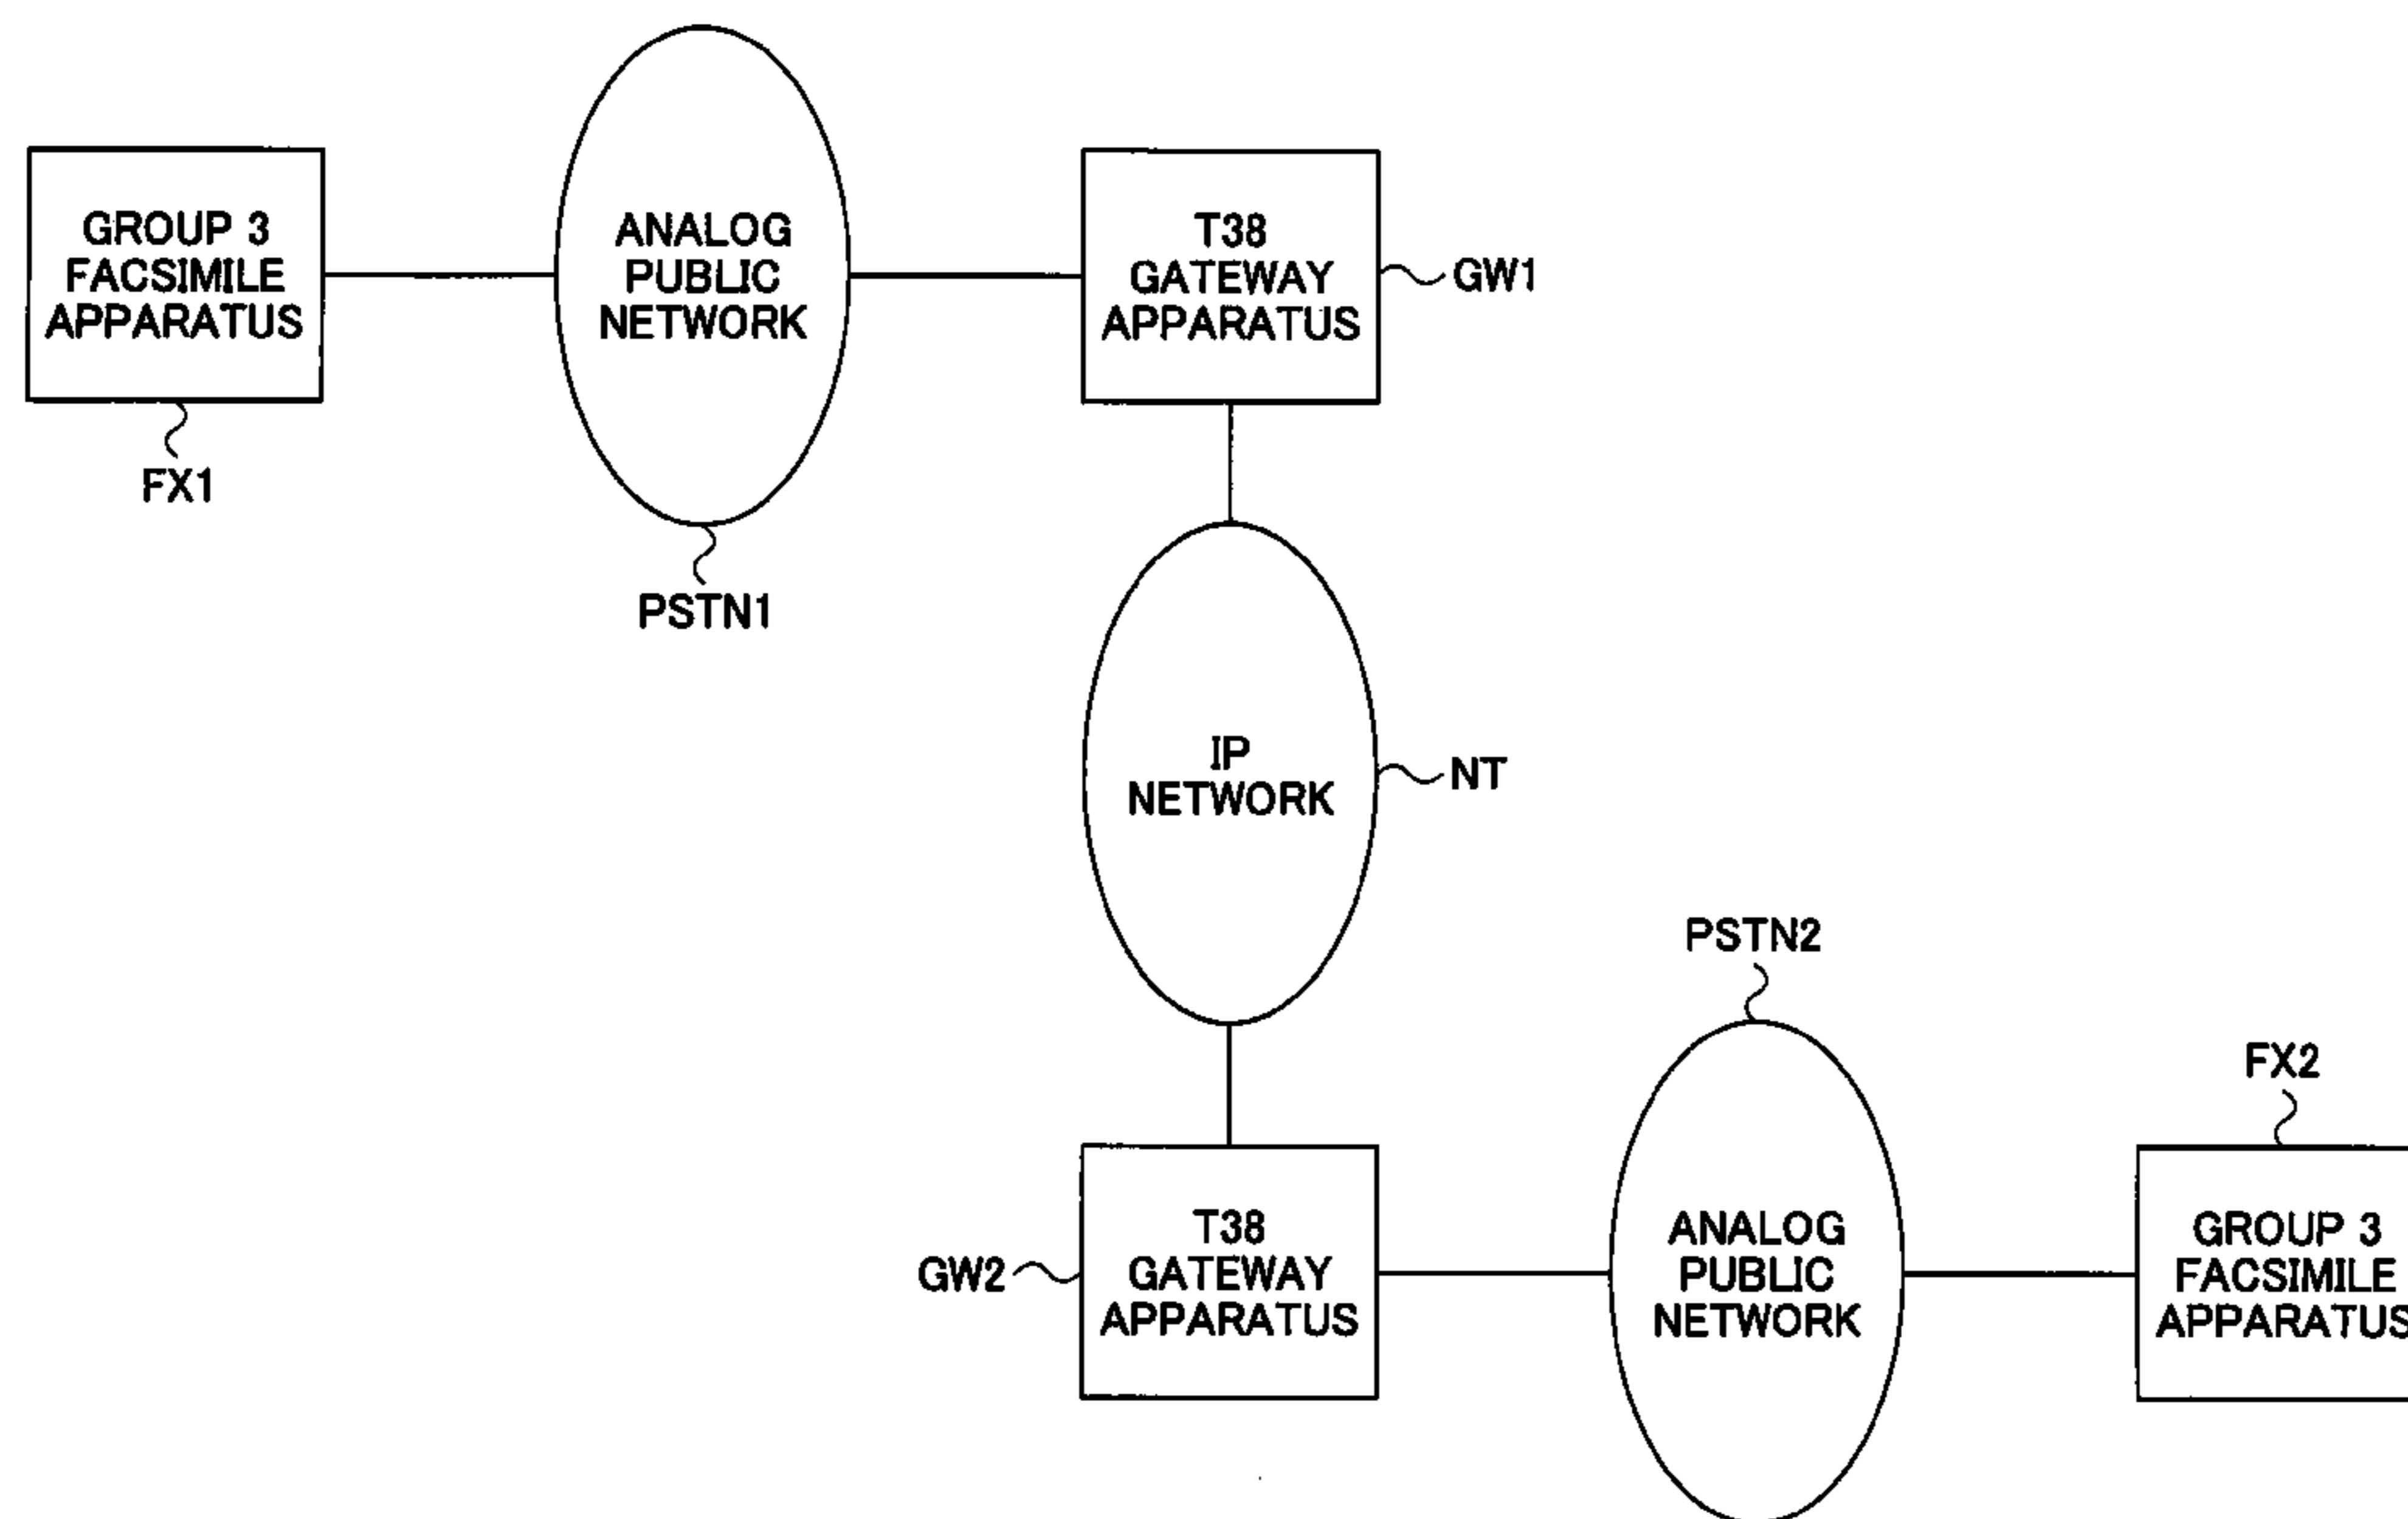 GROUP 3
FACSIMILE
APPARATUS
FX1
ANALOG
PUBLIC
NETWORK
PSTN1
T38
GATEWAY
APPARATUS
GW1
IP
NETWORK
NT
GW2
T38
GATEWAY
APPARATUS
PSTN2
ANALOG
PUBLIC
NETWORK
FX2
GROUP 3
FACSIMILE
APPARATUS